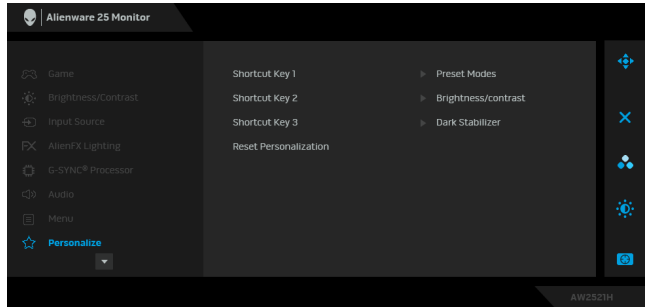 Alienware 25 Monitor
Game
Shortcut Key 1 Preset Modes
Brightness/Contrast
Shortcut Key 2 Brightness/contrast
Input Source
Shortcut Key 3 Dark Stabilizer
AlienFX Lighting
Reset Personalization
G-SYNC® Processor
Audio
Menu
Personalize
AW2521H